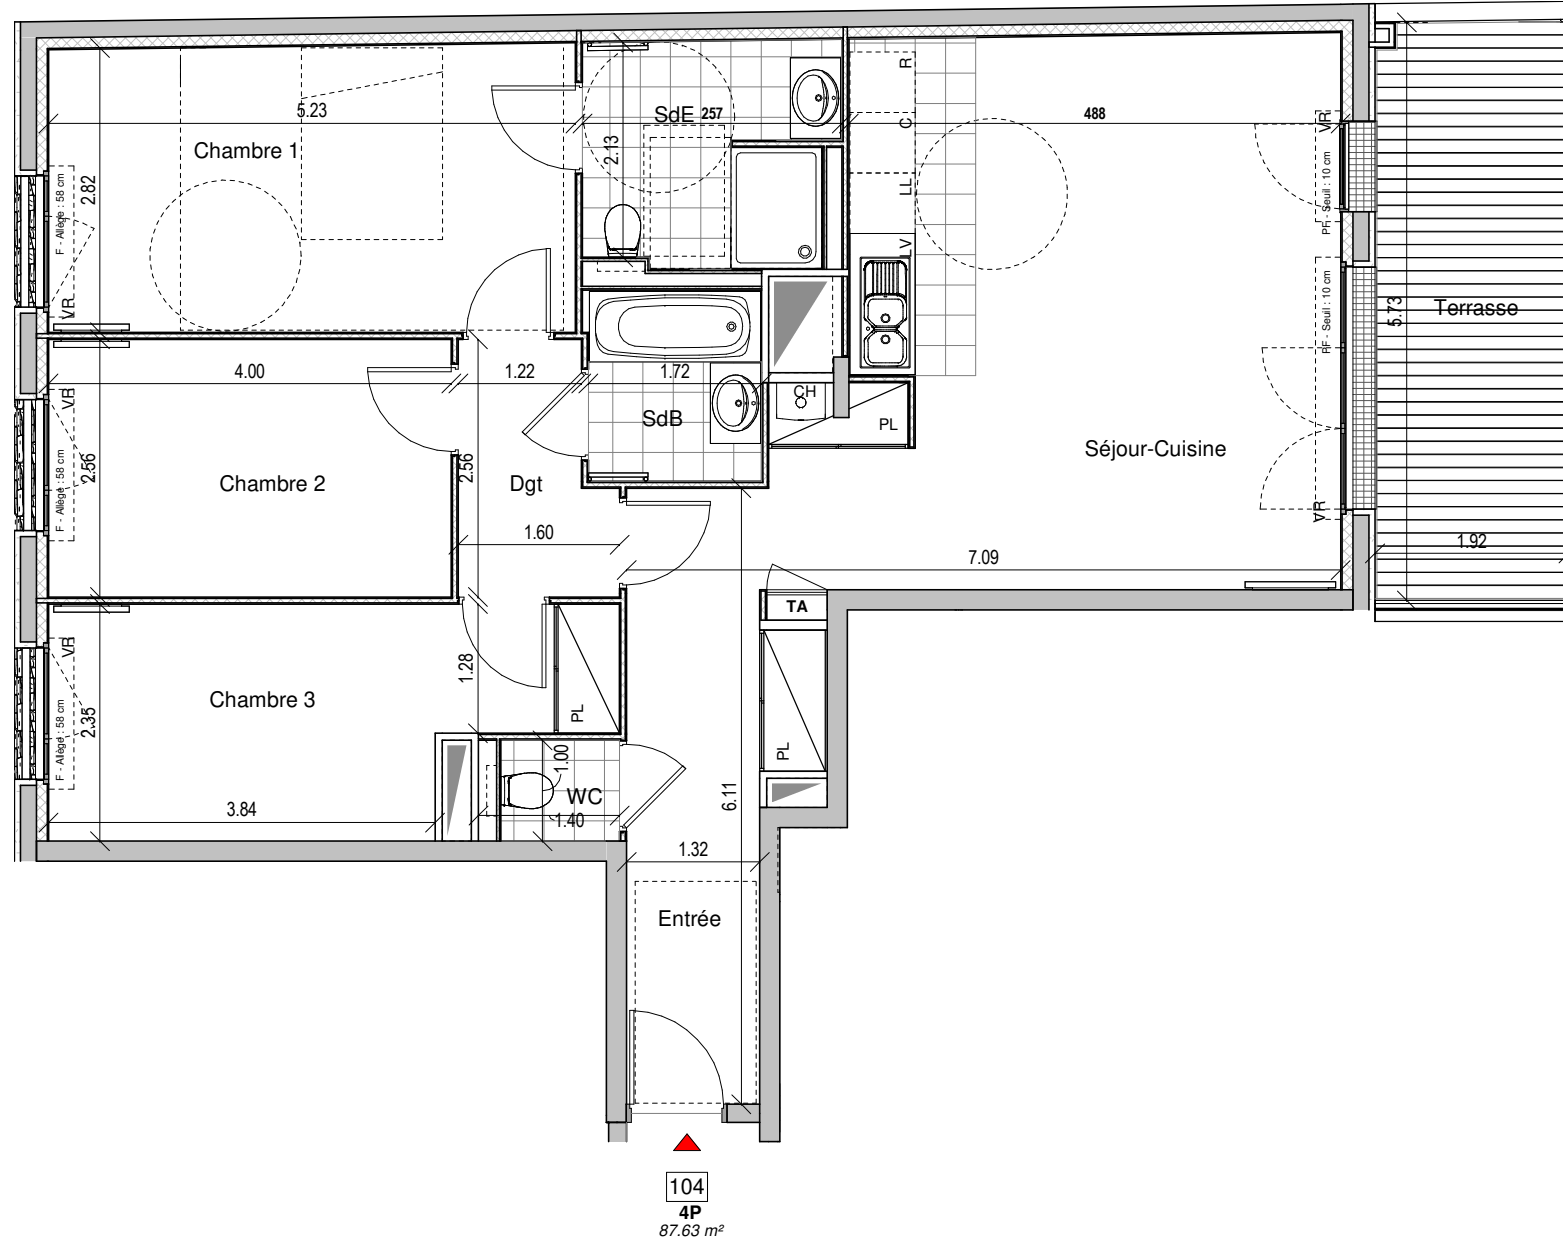 R
VR
5.23
SdE 257
C
488
Chambre 1
2.13
2.82
F - Allège : 58 cm
LL
PF - Seuil : 10 cm
VR
LV
5.73
Terrasse
PF - Seuil : 10 cm
4.00
1.22
1.72
VR
CH
SdB
PL
Séjour-Cuisine
2.56
F - Allège : 58 cm
Chambre 2
2.56
Dgt
VR
1.60
7.09
1.92
TA
VR
1.28
Chambre 3
2.35
F - Allège : 58 cm
PL
PL
1.00
WC
6.11
3.84
1.40
1.32
Entrée
104
4P
87.63 m²